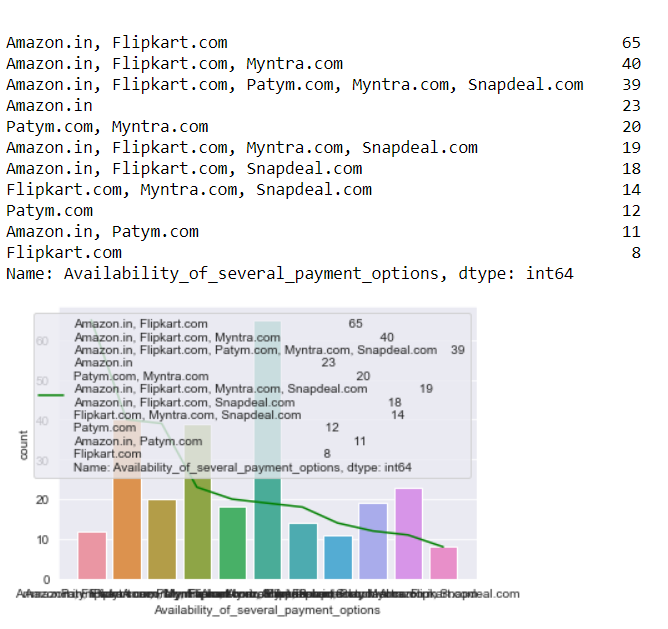 Amazon.in, Flipkart.com 65
Amazon.in, Flipkart.com, Myntra.com 40
Amazon.in, Flipkart.com, Patym.com, Myntra.com, Snapdeal.com 39
Amazon.in 23
Patym.com, Myntra.com 20
Amazon.in, Flipkart.com, Myntra.com, Snapdeal.com 19
Amazon.in, Flipkart.com, Snapdeal.com 18
Flipkart.com, Myntra.com, Snapdeal.com 14
Patym.com 12
Amazon.in, Patym.com 11
Flipkart.com 8
Name: Availability_of_several_payment_options, dtype: int64
Amazon.in, Flipkart.com 65
Amazon.in, Flipkart.com, Myntra.com 40
Amazon.in, Flipkart.com, Patym.com, Myntra.com, Snapdeal.com 39
Amazon.in 23
Patym.com, Myntra.com 20
Amazon.in, Flipkart.com, Myntra.com, Snapdeal.com 19
Amazon.in, Flipkart.com, Snapdeal.com 18
Flipkart.com, Myntra.com, Snapdeal.com 14
Patym.com 12
Amazon.in, Patym.com 11
Flipkart.com 8
Name: Availability_of_several_payment_options, dtype: int64
60
50
40
30
20
10
0
count
Availability_of_several_payment_options